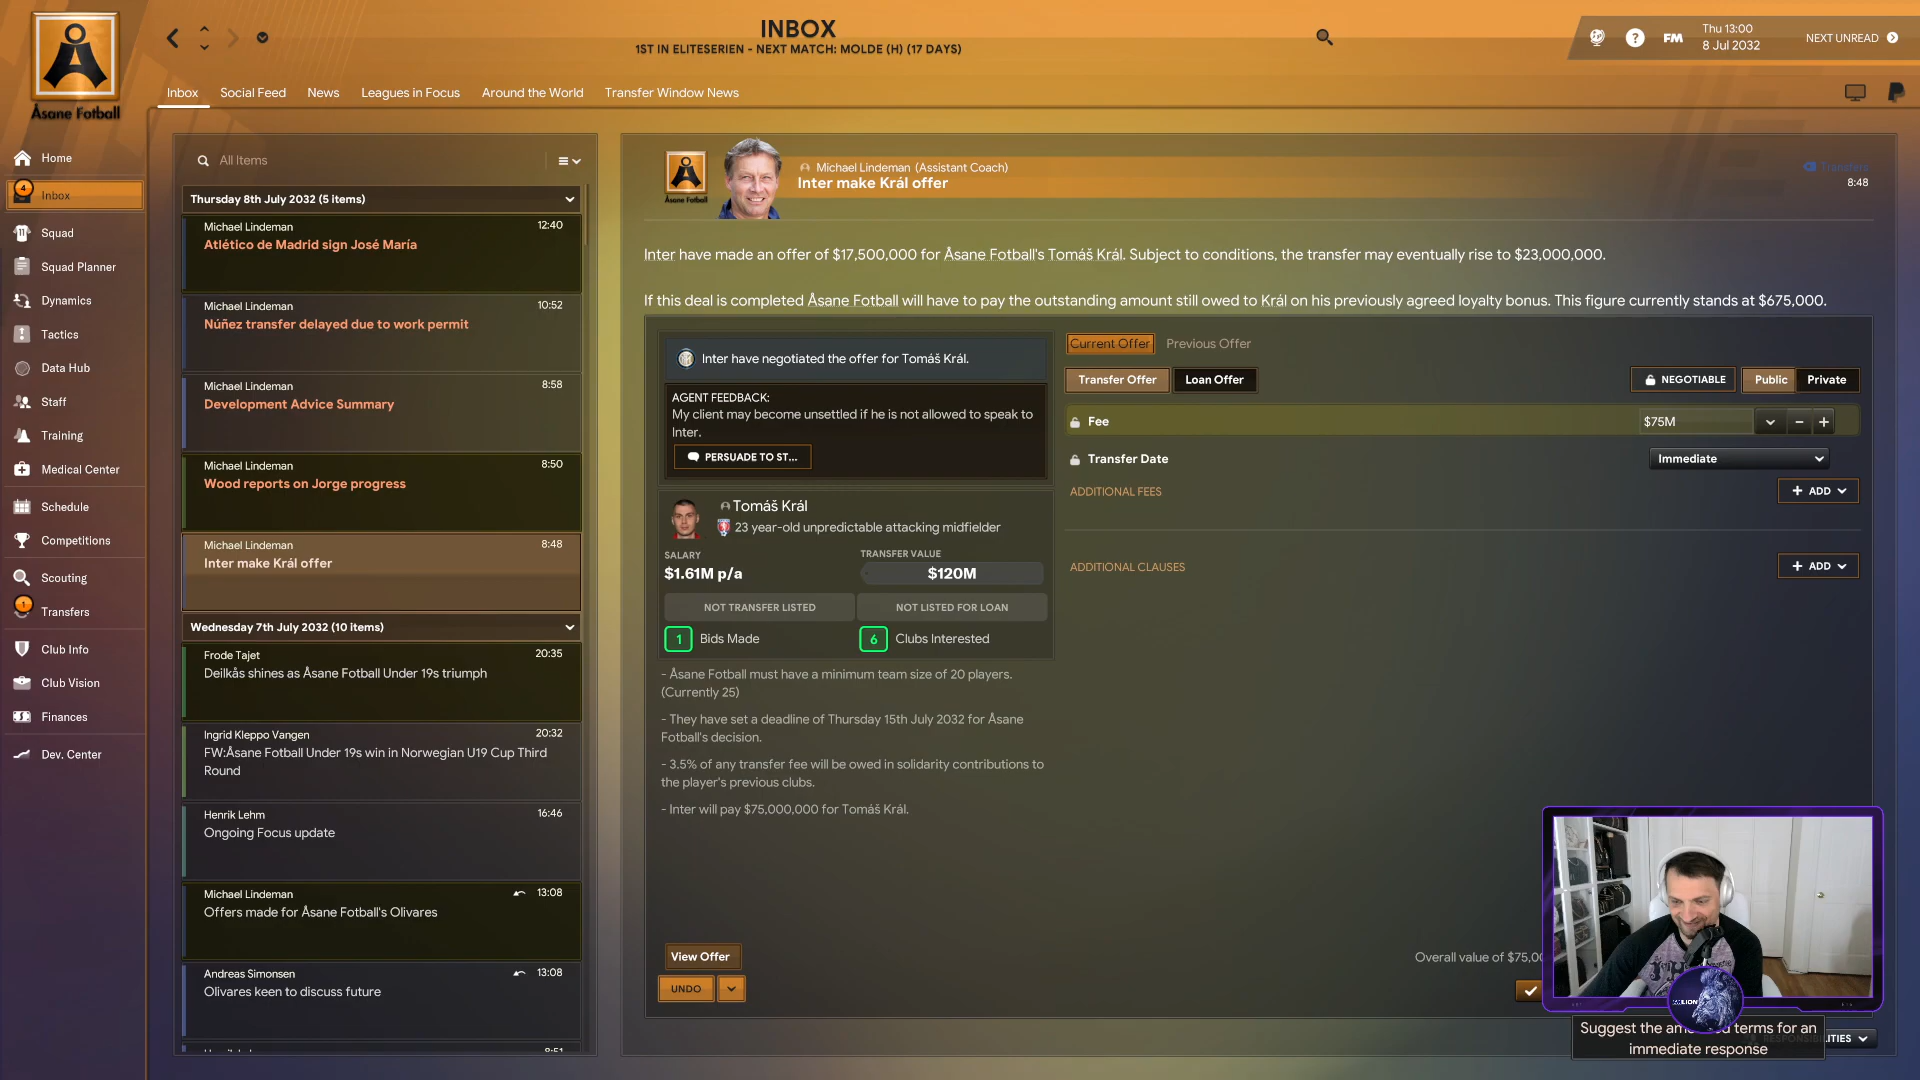 INBOX
1ST IN ELITESERIEN - NEXT MATCH: MOLDE (H) (17 DAYS)
FM
Thu 13:00
8 Jul 2032
NEXT UNREAD
Åsane Fotball
Inbox
Social Feed
News
Leagues in Focus
Around the World
Transfer Window News
Home
4
Inbox
Squad
Squad Planner
Dynamics
Tactics
Data Hub
Staff
Training
Medical Center
Schedule
Competitions
Scouting
1
Transfers
Club Info
Club Vision
Finances
Dev. Center
All Items
Thursday 8th July 2032 (5 items)
Michael Lindeman 12:40
Atlético de Madrid sign José María
Michael Lindeman 10:52
Núñez transfer delayed due to work permit
Michael Lindeman 8:58
Development Advice Summary
Michael Lindeman 8:50
Wood reports on Jorge progress
Michael Lindeman 8:48
Inter make Král offer
Wednesday 7th July 2032 (10 items)
Frode Tajet 20:35
Deilkås shines as Åsane Fotball Under 19s triumph
Ingrid Kleppo Vangen 20:32
FW:Åsane Fotball Under 19s win in Norwegian U19 Cup Third
Round
Henrik Lehm 16:46
Ongoing Focus update
Michael Lindeman 13:08
Offers made for Åsane Fotball's Olivares
Andreas Simonsen 13:08
Olivares keen to discuss future
Åsane Fotball
Michael Lindeman (Assistant Coach)
Inter make Král offer
Transfers
8:48
Inter have made an offer of $17,500,000 for Åsane Fotball's Tomáš Král. Subject to conditions, the transfer may eventually rise to $23,000,000.
If this deal is completed Åsane Fotball will have to pay the outstanding amount still owed to Král on his previously agreed loyalty bonus. This figure currently stands at $675,000.
Inter have negotiated the offer for Tomáš Král.
AGENT FEEDBACK:
My client may become unsettled if he is not allowed to speak to
Inter.
PERSUADE TO ST...
Tomáš Král
23 year-old unpredictable attacking midfielder
SALARY
$1.61M p/a
TRANSFER VALUE
$120M
NOT TRANSFER LISTED
NOT LISTED FOR LOAN
1 Bids Made
6 Clubs Interested
- Åsane Fotball must have a minimum team size of 20 players.
(Currently 25)
- They have set a deadline of Thursday 15th July 2032 for Åsane
Fotball's decision.
- 3.5% of any transfer fee will be owed in solidarity contributions to
the player's previous clubs.
- Inter will pay $75,000,000 for Tomáš Král.
View Offer
UNDO
Current Offer
Previous Offer
Transfer Offer
Loan Offer
NEGOTIABLE
Public
Private
Fee
$75M
Transfer Date
Immediate
ADDITIONAL FEES
ADD
ADDITIONAL CLAUSES
ADD
Overall value of
Suggest the terms for an
immediate response